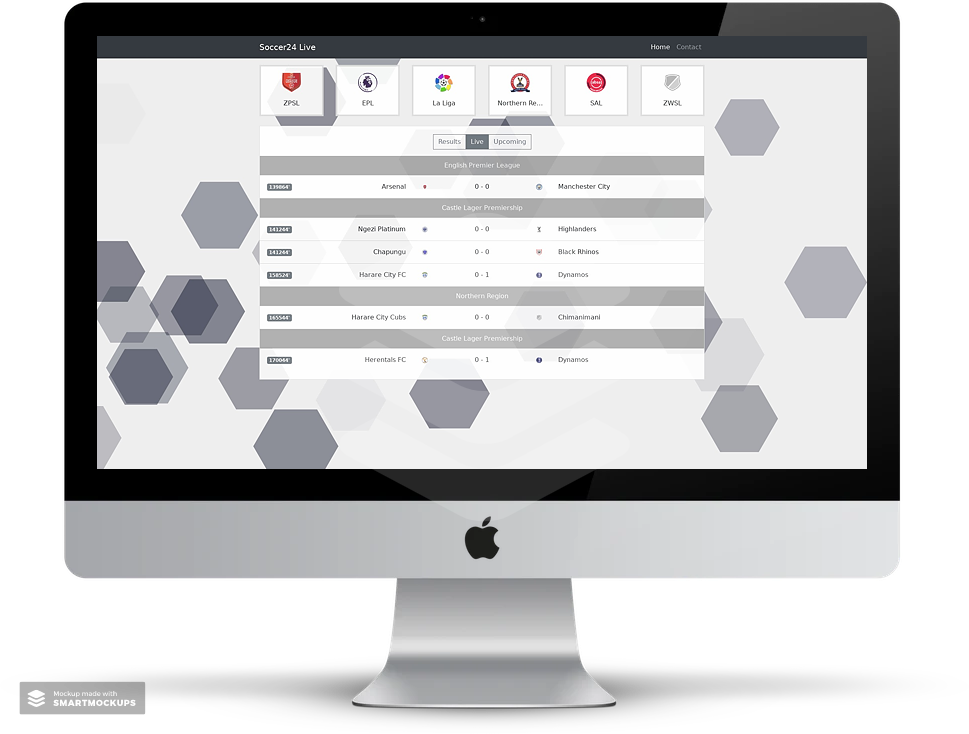 Soccer24 Live Home Contact
ZPSL EPL La Liga Northern Re... SAL ZWSL
Results Live Upcoming
English Premier League
139864' Arsenal 0 - 0 Manchester City
Castle Lager Premiership
141244' Ngezi Platinum 0 - 0 Highlanders
141244' Chapungu 0 - 0 Black Rhinos
158524' Harare City FC 0 - 1 Dynamos
Northern Region
165544' Harare City Cubs 0 - 0 Chimanimani
Castle Lager Premiership
170044' Herentals FC 0 - 1 Dynamos
Mockup made with
SMARTMOCKUPS